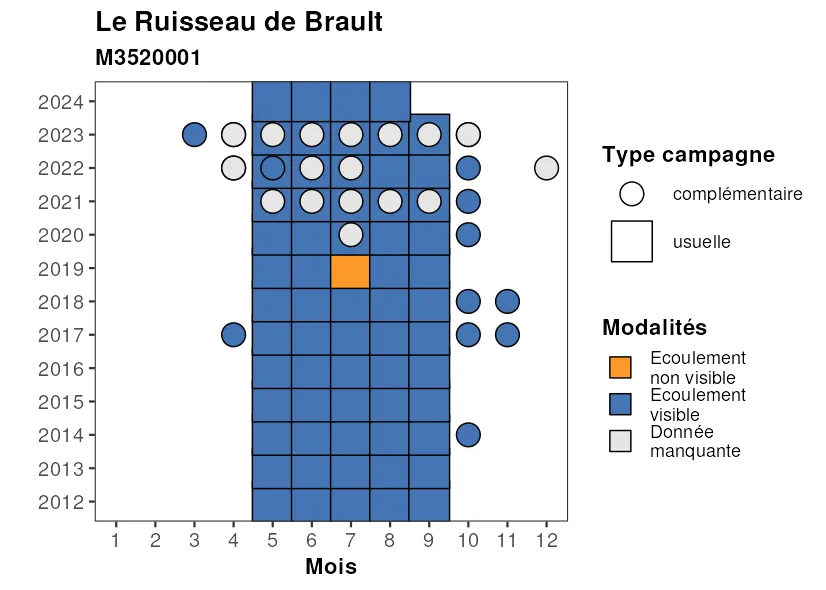 Le Ruisseau de Brault
M3520001
2024
2023
2022
2021
2020
2019
2018
2017
2016
2015
2014
2013
2012
1 2 3 4 5 6 7 8 9 10 11 12
Mois
Type campagne
complémentaire
usuelle
Modalités
Ecoulement
non visible
Ecoulement
visible
Donnée
manquante